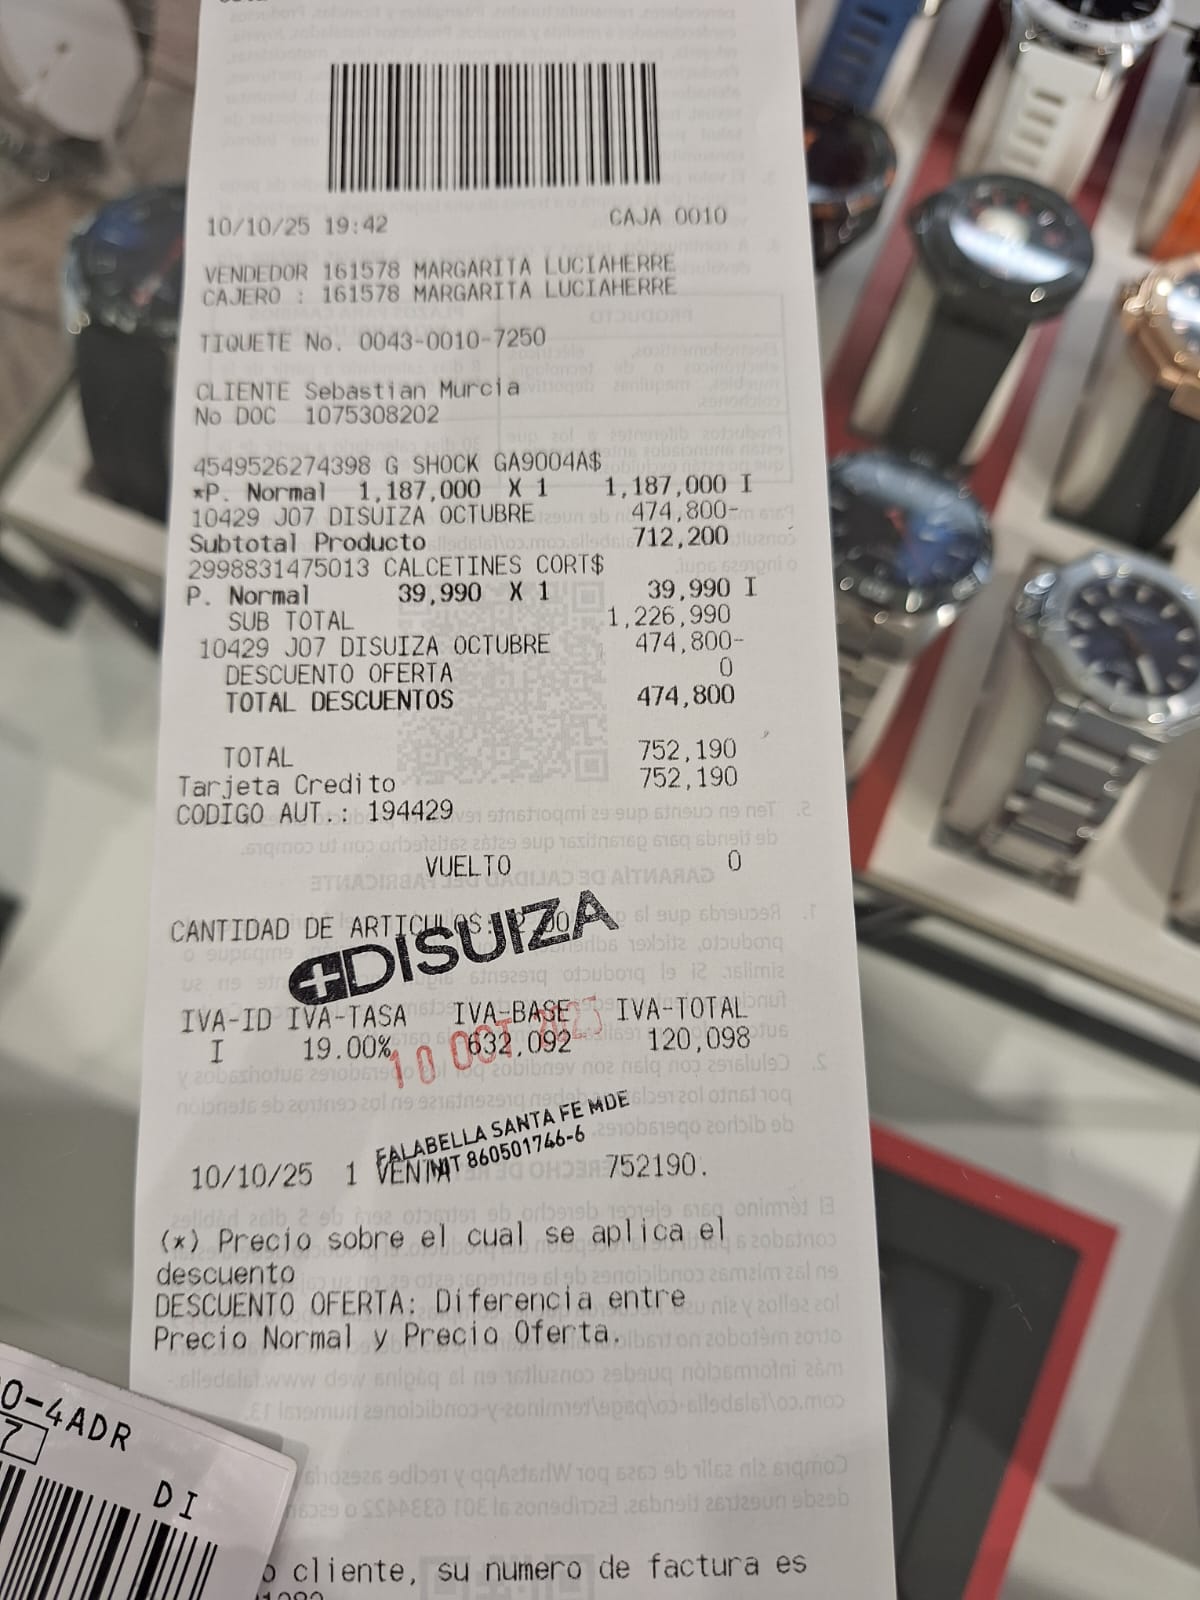 10/10/25 19:42 CAJA 0010
VENDEDOR 161578 MARGARITA LUCIAHERRE
CAJERO : 161578 MARGARITA LUCIAHERRE
TIQUETE No. 0043-0010-7250
CLIENTE Sebastian Murcia
No DOC 1075308202
4549526274398 G SHOCK GA9004A$
*P. Normal 1,187,000 X 1 1,187,000 I
10429 J07 DISUIZA OCTUBRE 474,800-
Subtotal Producto 712,200
2998831475013 CALCETINES CORT$
P. Normal 39,990 X 1 39,990 I
SUB TOTAL 1,226,990
10429 J07 DISUIZA OCTUBRE 474,800-
DESCUENTO OFERTA 0
TOTAL DESCUENTOS 474,800
TOTAL 752,190
Tarjeta Credito 752,190
CODIGO AUT.: 194429
VUELTO 0
CANTIDAD DE ARTICULOS:
DISUIZA
IVA-ID IVA-TASA IVA-BASE IVA-TOTAL
I 19.00% 632,092 120,098
10 OCT 2025
FALABELLA SANTA FE MDE
NIT 860501746-6
10/10/25 1 VENTA 752190.
(*) Precio sobre el cual se aplica el
descuento
DESCUENTO OFERTA: Diferencia entre
Precio Normal y Precio Oferta.
0-4ADR
7
DI
o cliente, su numero de factura es